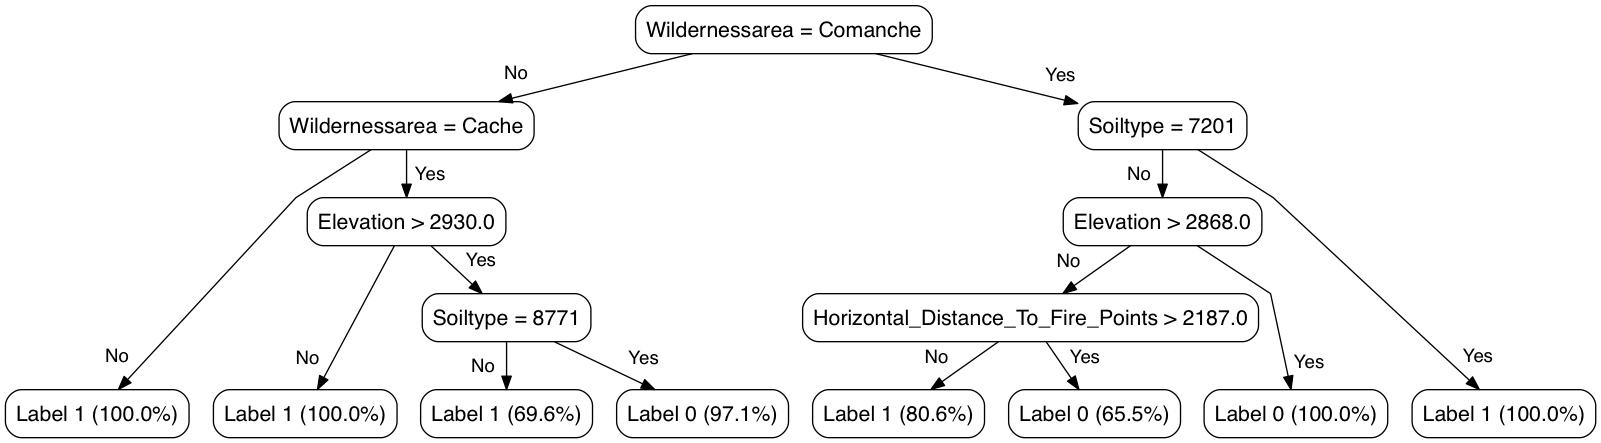 Wildernessarea = Comanche
No
Yes
Wildernessarea = Cache
Soiltype = 7201
Yes
No
Elevation > 2930.0
Elevation > 2868.0
Yes
No
Soiltype = 8771
Horizontal_Distance_To_Fire_Points > 2187.0
No
No
No
Yes
No
Yes
Yes
Yes
Label 1 (100.0%)
Label 1 (100.0%)
Label 1 (69.6%)
Label 0 (97.1%)
Label 1 (80.6%)
Label 0 (65.5%)
Label 0 (100.0%)
Label 1 (100.0%)